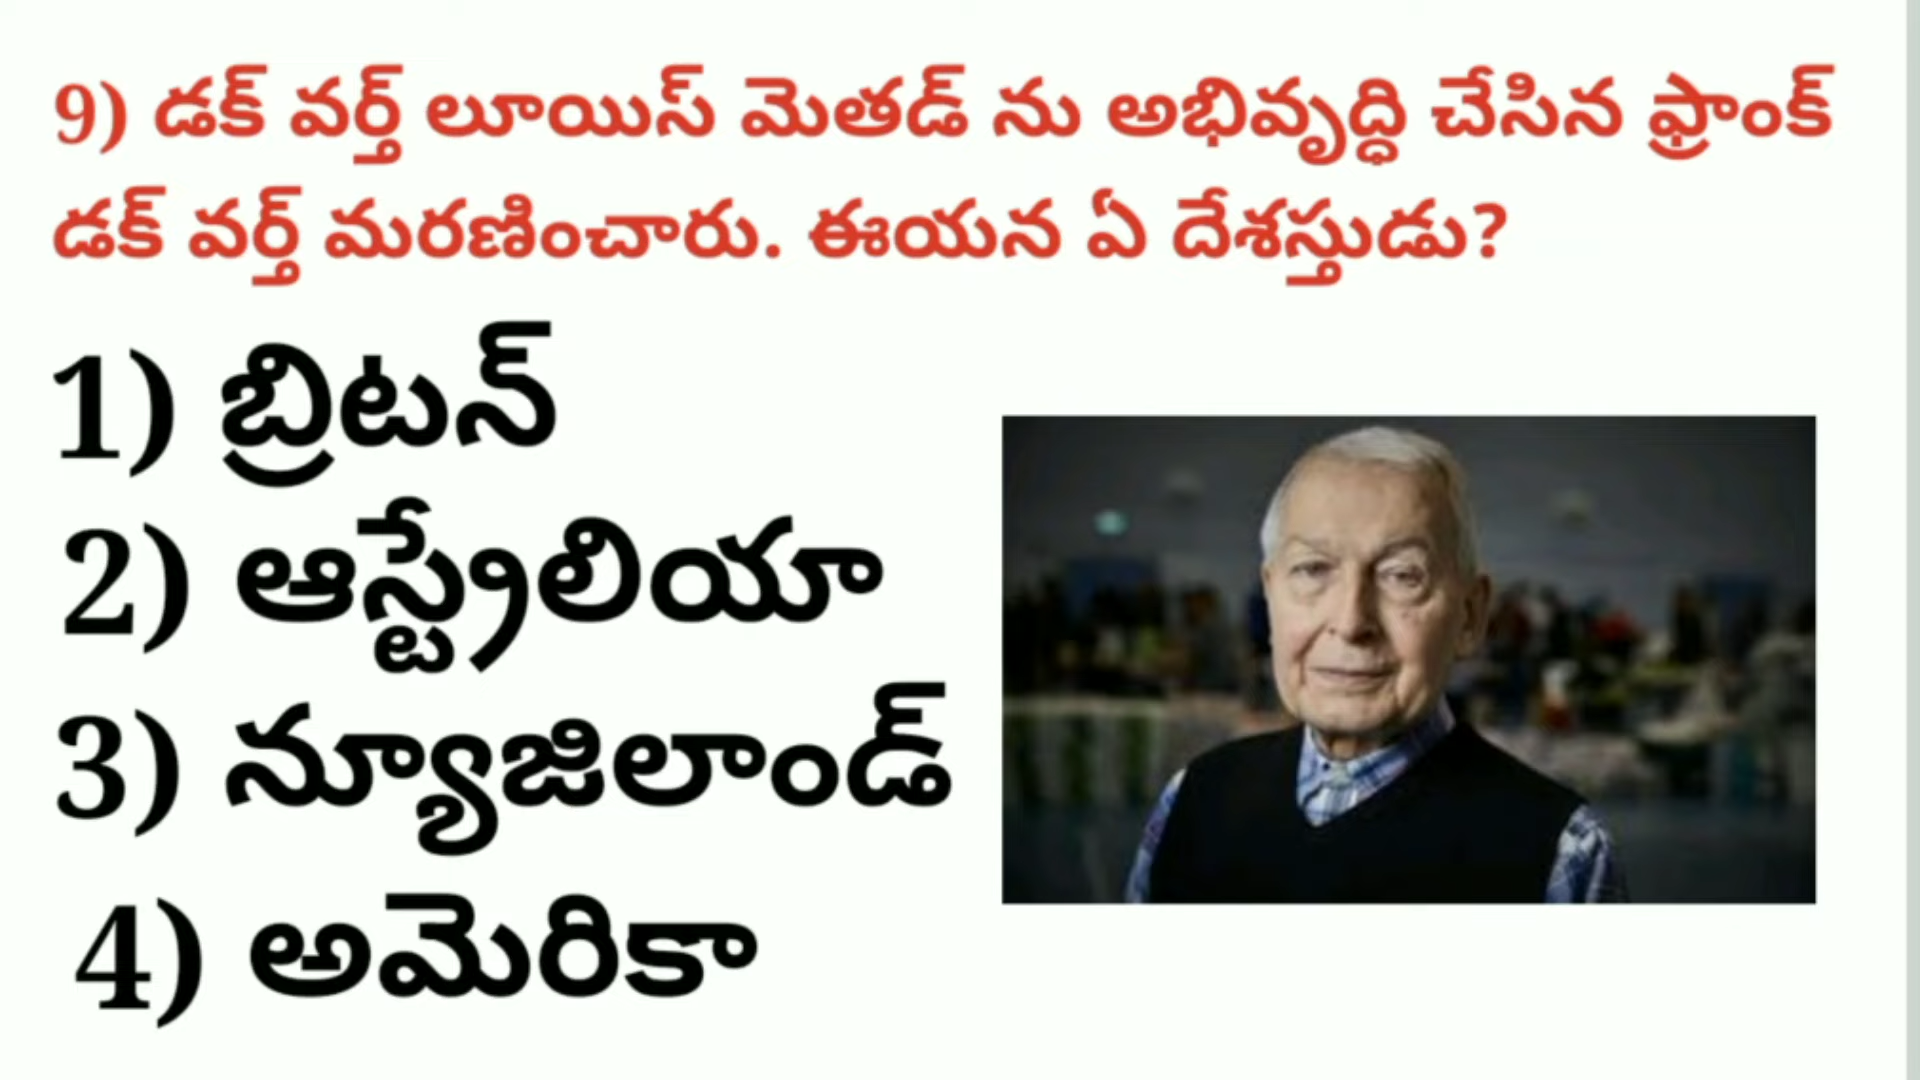 9) డక్ వర్త్ లూయిస్ మెతడ్ ను అభివృద్ధి చేసిన ఫ్రాంక్
డక్ వర్త్ మరణించారు. ఈయన ఏ దేశస్తుడు?
1) బ్రిటన్
2) ఆస్ట్రేలియా
3) న్యూజిలాండ్
4) అమెరికా